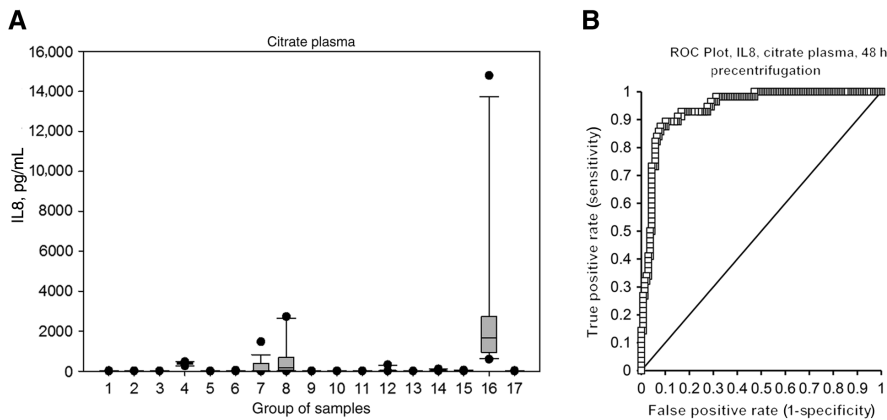 A
Citrate plasma
16,000
14,000
12,000
10,000
8000
6000
4000
2000
0
IL8, pg/mL
1 2 3 4 5 6 7 8 9 10 11 12 13 14 15 16 17
Group of samples
B
ROC Plot, IL8, citrate plasma, 48 h
precentrifugation
1
0.9
0.8
0.7
0.6
0.5
0.4
0.3
0.2
0.1
0
True positive rate (sensitivity)
0 0.1 0.2 0.3 0.4 0.5 0.6 0.7 0.8 0.9 1
False positive rate (1-specificity)